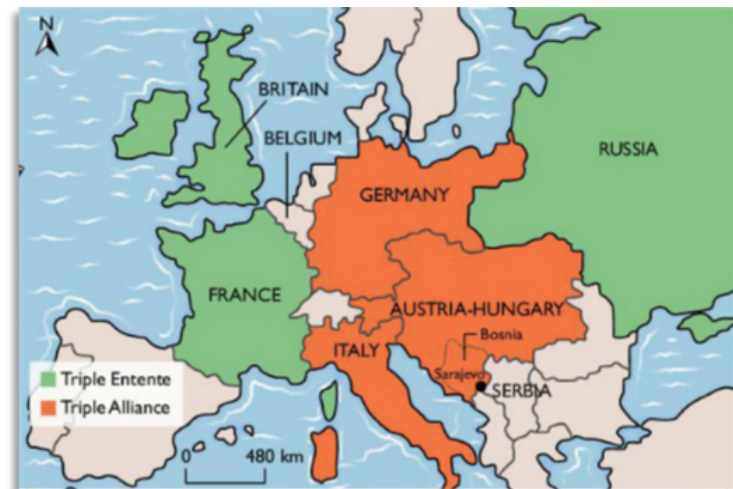 N
BRITAIN
BELGIUM
RUSSIA
GERMANY
FRANCE
AUSTRIA-HUNGARY
Bosnia
ITALY
Sarajevo
SERBIA
Triple Entente
Triple Alliance
0 480 km